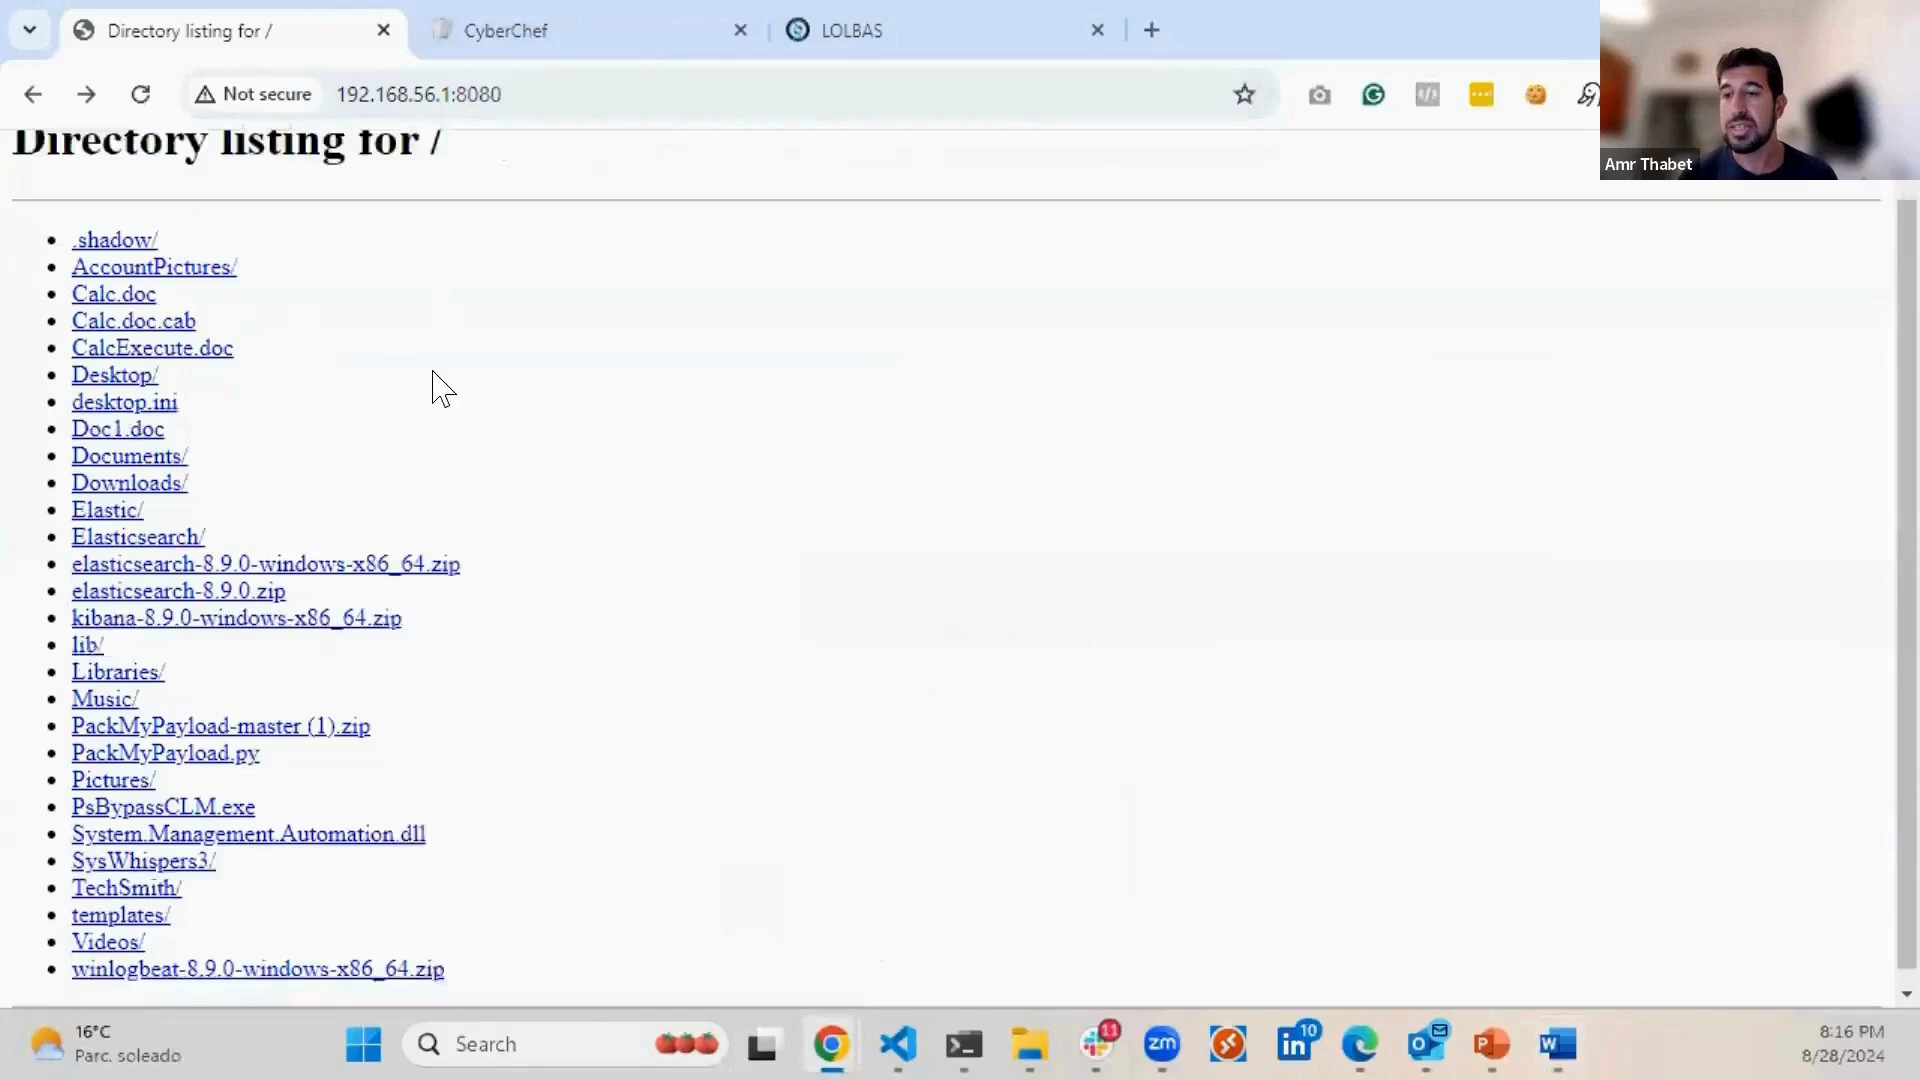 Directory listing for /
CyberChef
LOLBAS
Not secure
192.168.56.1:8080
Amr Thabet
Directory listing for /
.shadow/
AccountPictures/
Calc.doc
Calc.doc.cab
CalcExecute.doc
Desktop/
desktop.ini
Doc1.doc
Documents/
Downloads/
Elastic/
Elasticsearch/
elasticsearch-8.9.0-windows-x86_64.zip
elasticsearch-8.9.0.zip
kibana-8.9.0-windows-x86_64.zip
lib/
Libraries/
Music/
PackMyPayload-master (1).zip
PackMyPayload.py
Pictures/
PsBypassCLM.exe
System.Management.Automation.dll
SysWhispers3/
TechSmith/
templates/
Videos/
winlogbeat-8.9.0-windows-x86_64.zip
16°C
Parc. soleado
Search
11
zm
10
in
O
P
W
8:16 PM
8/28/2024